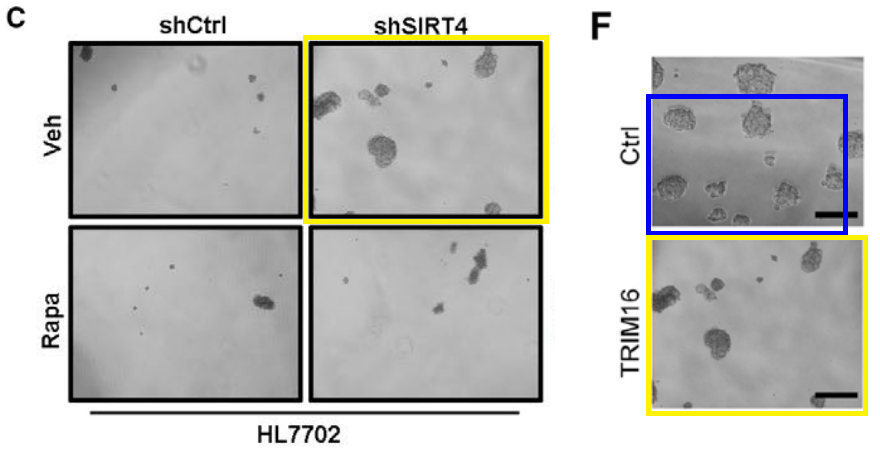 C
shCtrl
shSIRT4
Veh
Rapa
HL7702
F
Ctrl
TRIM16